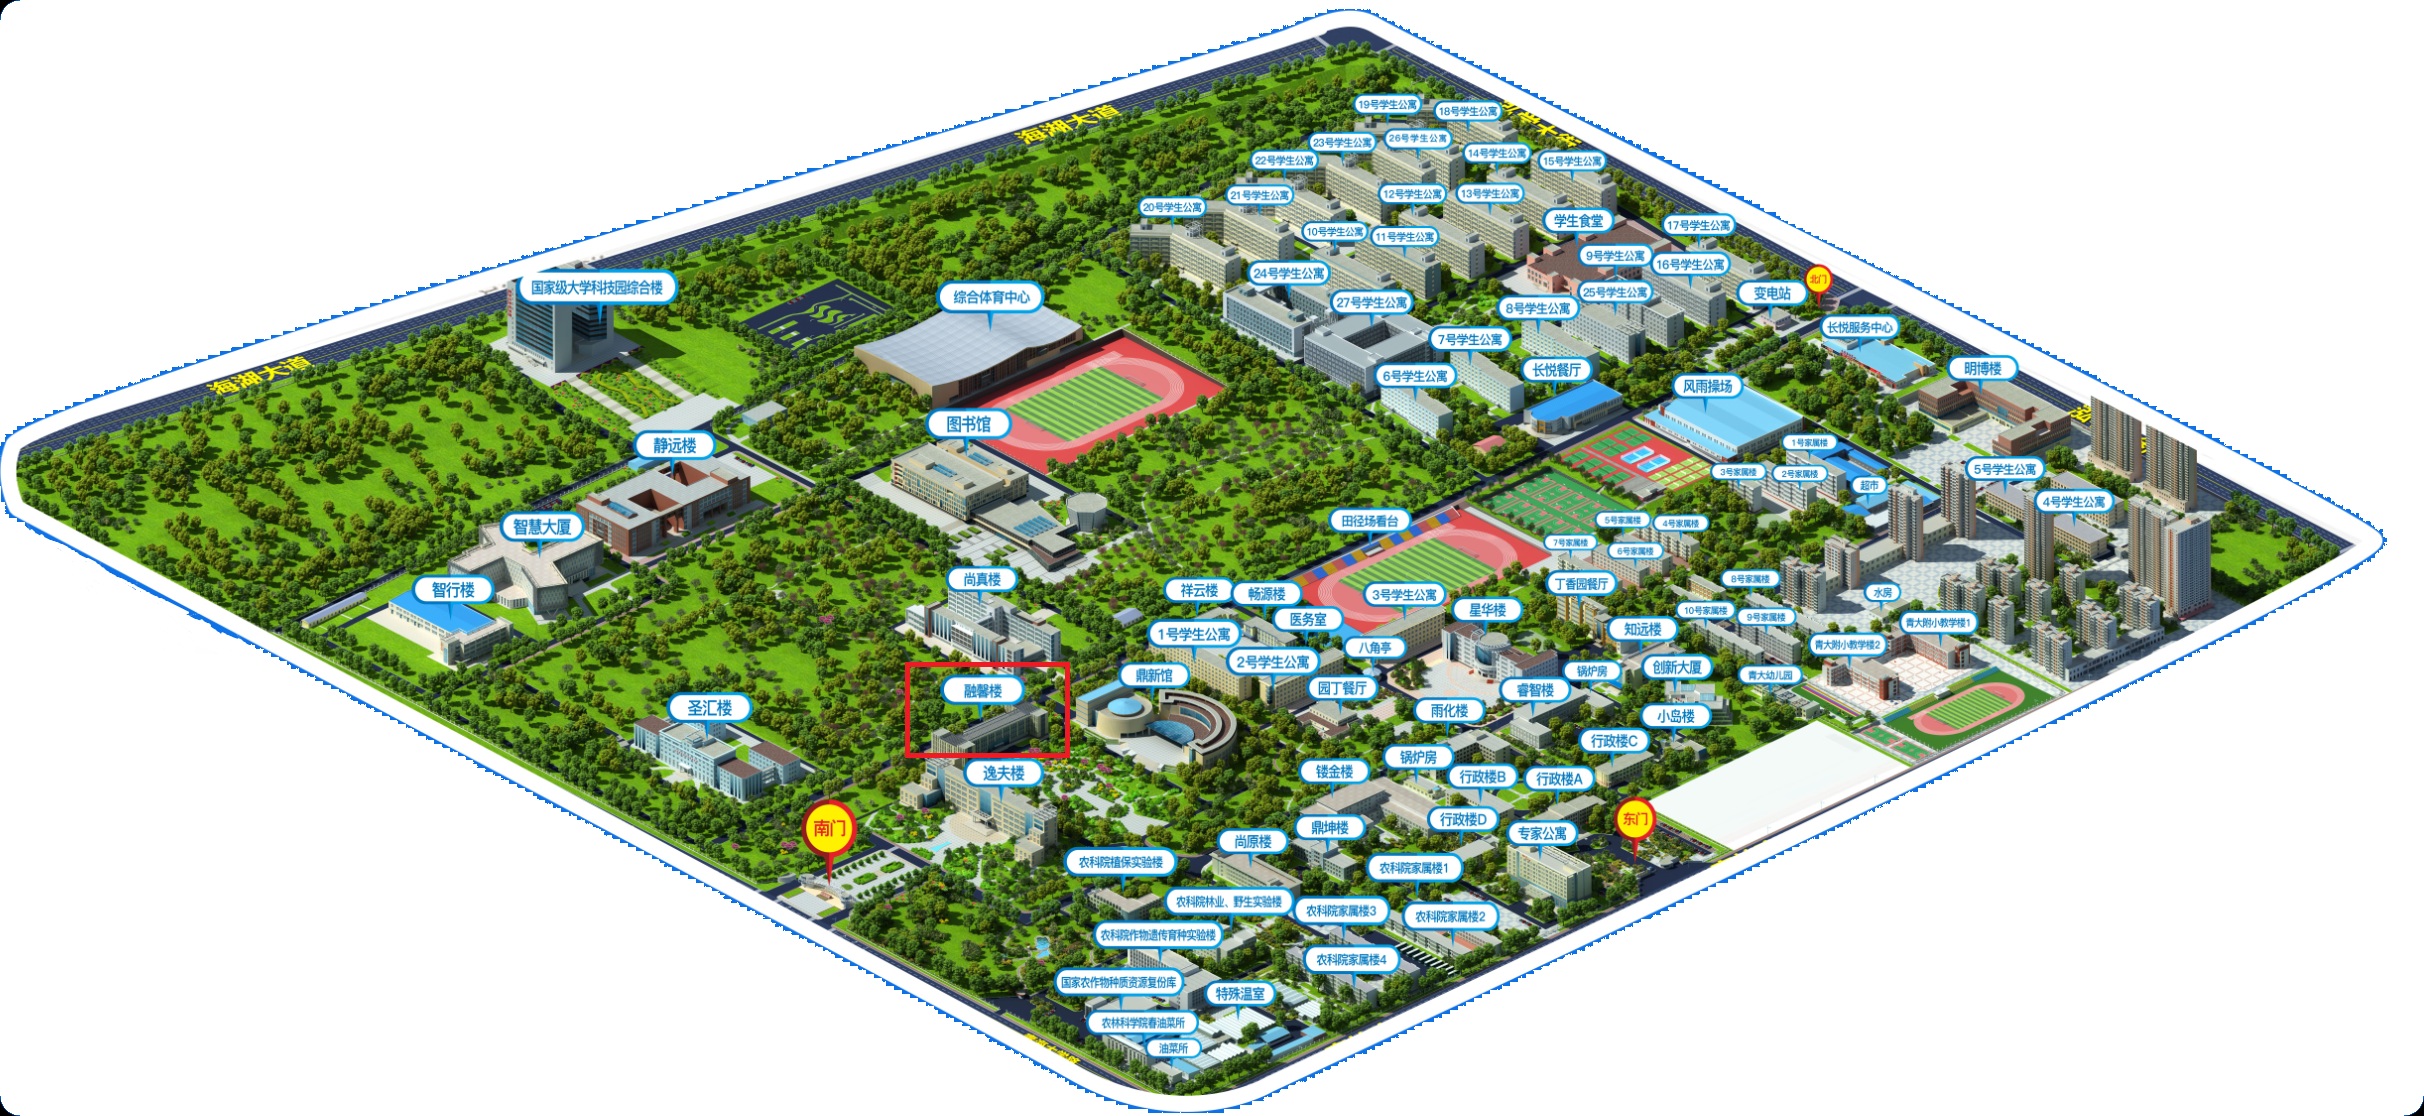 海湖大道
19号学生公寓
18号学生公寓
23号学生公寓
26号学生公寓
22号学生公寓
14号学生公寓
15号学生公寓
21号学生公寓
12号学生公寓
13号学生公寓
20号学生公寓
10号学生公寓
11号学生公寓
学生食堂
17号学生公寓
9号学生公寓
16号学生公寓
24号学生公寓
北门
国家级大学科技园综合楼
综合体育中心
27号学生公寓
25号学生公寓
变电站
8号学生公寓
长悦服务中心
7号学生公寓
海湖大道
6号学生公寓
长悦餐厅
风雨操场
明博楼
图书馆
静远楼
1号家属楼
3号家属楼
2号家属楼
5号学生公寓
超市
4号学生公寓
智慧大厦
田径场看台
5号家属楼
4号家属楼
7号家属楼
6号家属楼
智行楼
尚真楼
祥云楼
畅源楼
3号学生公寓
丁香园餐厅
8号家属楼
水房
医务室
星华楼
10号家属楼
9号家属楼
1号学生公寓
知远楼
青大附小教学楼1
八角亭
青大附小教学楼2
2号学生公寓
锅炉房
创新大厦
青大幼儿园
融馨楼
鼎新馆
园丁餐厅
睿智楼
圣汇楼
雨化楼
小岛楼
行政楼C
逸夫楼
镂金楼
锅炉房
行政楼B
行政楼A
南门
鼎坤楼
行政楼D
东门
专家公寓
尚原楼
农科院植保实验楼
农科院家属楼1
农科院林业、野生实验楼
农科院家属楼3
农科院家属楼2
农科院作物遗传育种实验楼
农科院家属楼4
国家农作物种质资源复份库
特殊温室
农林科学院春油菜所
油菜所